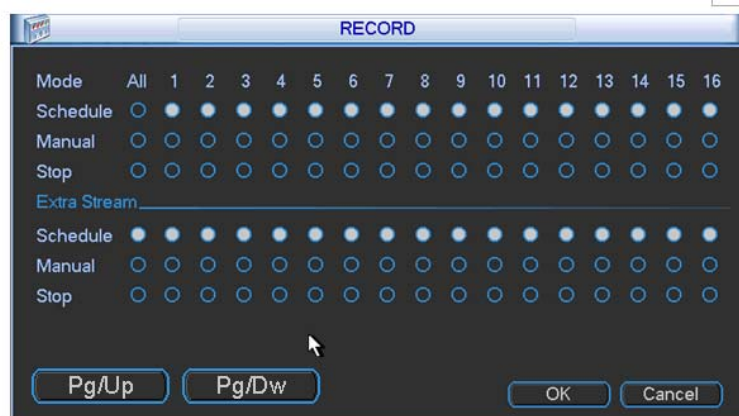 RECORD
Mode All 1 2 3 4 5 6 7 8 9 10 11 12 13 14 15 16
Schedule
Manual
Stop
Extra Stream
Schedule
Manual
Stop
Pg/Up Pg/Dw OK Cancel